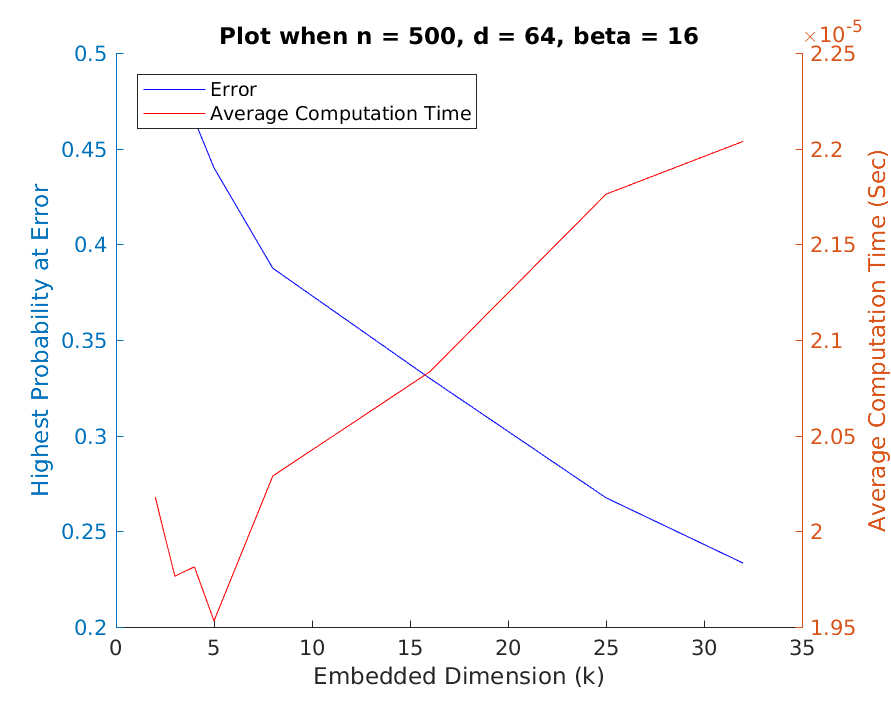 Plot when n = 500, d = 64, beta = 16
×10-5
0.5
0.45
0.4
0.35
0.3
0.25
0.2
Highest Probability at Error
Error
Average Computation Time
2.25
2.2
2.15
2.1
2.05
2
1.95
Average Computation Time (Sec)
0 5 10 15 20 25 30 35
Embedded Dimension (k)